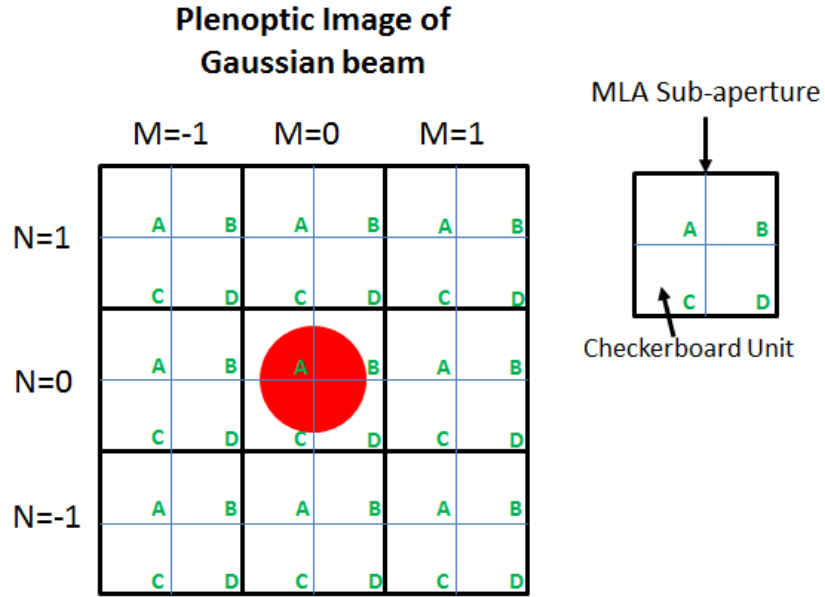 Plenoptic Image of
Gaussian beam
MLA Sub-aperture
M=-1 M=0 M=1
A B A B A B
N=1
C D C D C D
A B
C D
Checkerboard Unit
A B A B A B
N=0
C D C D C D
A B A B A B
N=-1
C D C D C D